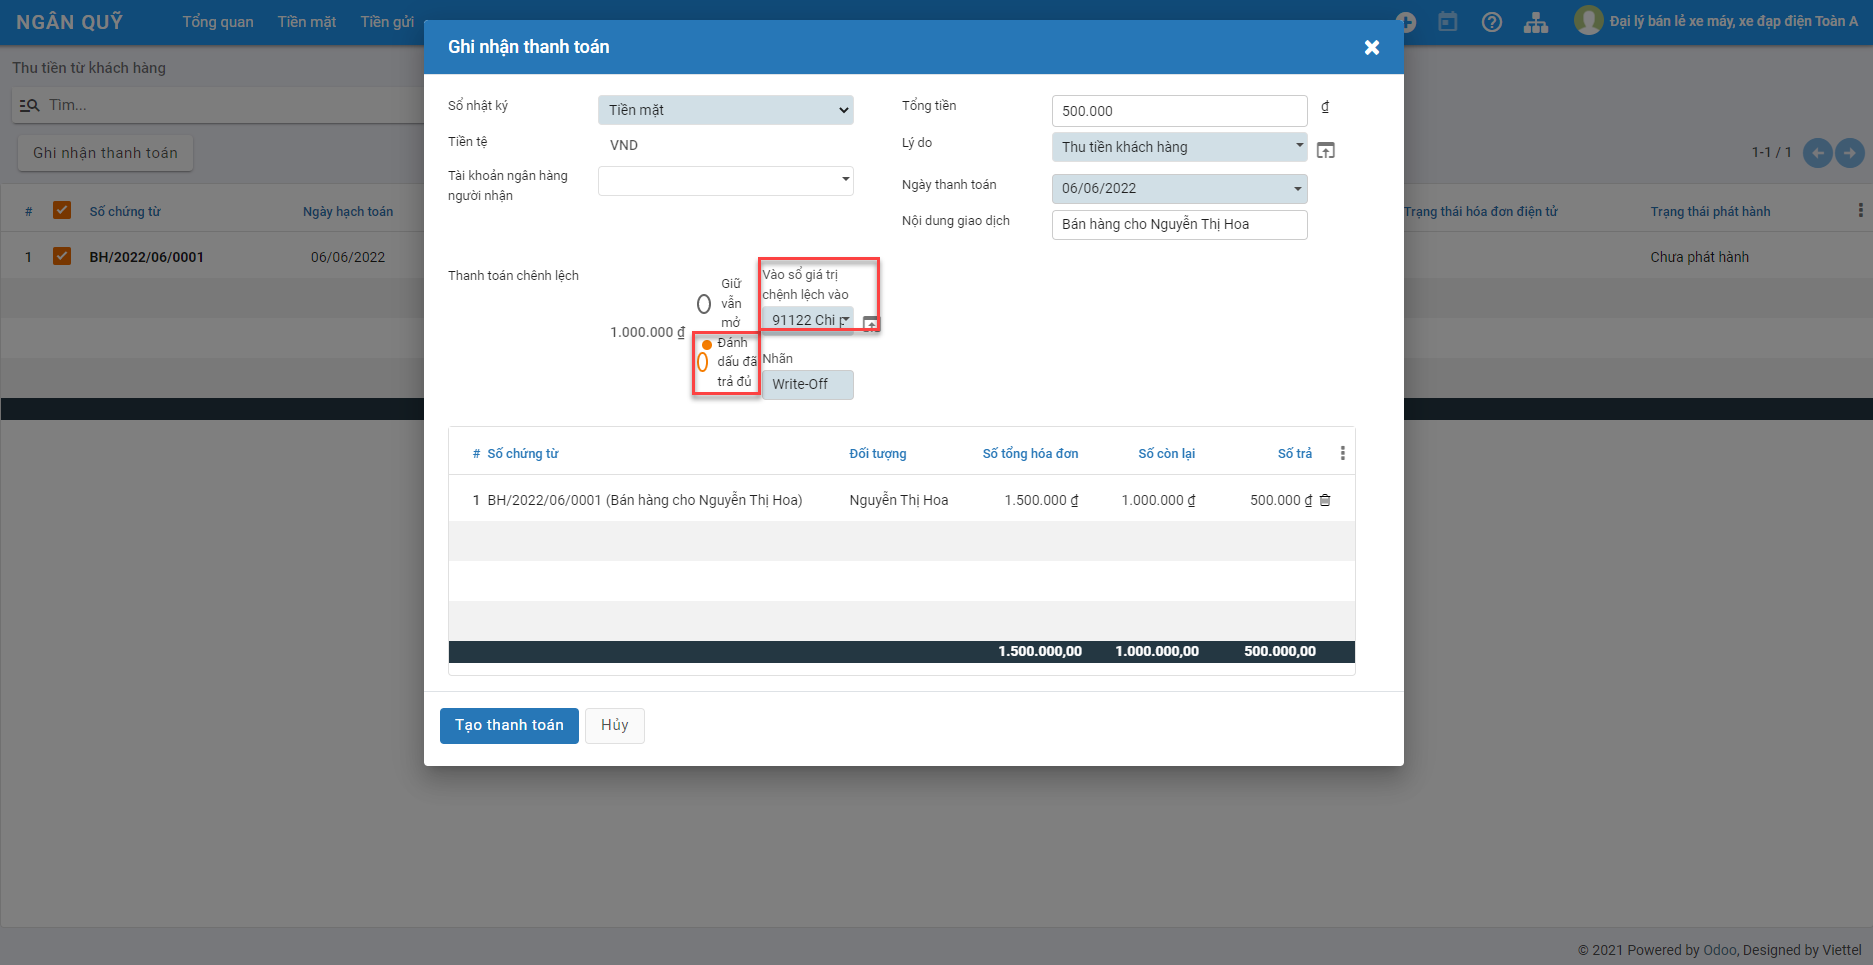 NGÂN QUỸ
Tổng quan
Tiền mặt
Tiền gửi
Đại lý bán lẻ xe máy, xe đạp điện Toàn A
Thu tiền từ khách hàng
Tìm...
Ghi nhận thanh toán
1-1 / 1
# Số chứng từ Ngày hạch toán Trạng thái hóa đơn điện tử Trạng thái phát hành
1 BH/2022/06/0001 06/06/2022 Chưa phát hành
Ghi nhận thanh toán
Sổ nhật ký
Tiền mặt
Tiền tệ
VND
Tài khoản ngân hàng
người nhận
Tổng tiền
500.000
₫
Lý do
Thu tiền khách hàng
Ngày thanh toán
06/06/2022
Nội dung giao dịch
Bán hàng cho Nguyễn Thị Hoa
Thanh toán chênh lệch
1.000.000 ₫
Giữ
vẫn
mở
Đánh
dấu đã
trả đủ
Vào sổ giá trị
chệnh lệch vào
91122 Chi
Nhãn
Write-Off
# Số chứng từ Đối tượng Số tổng hóa đơn Số còn lại Số trả
1 BH/2022/06/0001 (Bán hàng cho Nguyễn Thị Hoa) Nguyễn Thị Hoa 1.500.000 ₫ 1.000.000 ₫ 500.000 ₫
1.500.000,00 1.000.000,00 500.000,00
Tạo thanh toán
Hủy
© 2021 Powered by Odoo, Designed by Viettel